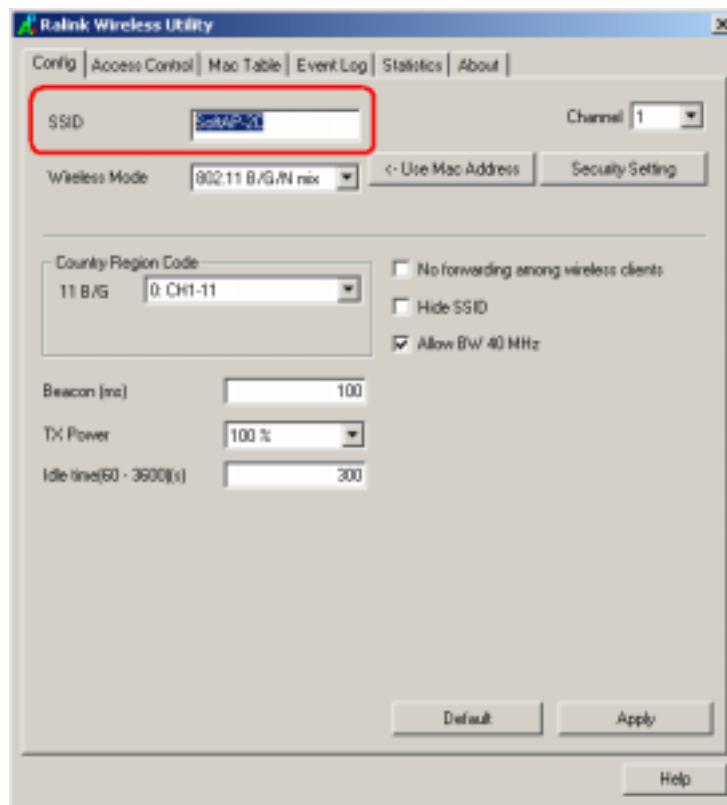 Ralink Wireless Utility
Config Access Control Mac Table Event Log Statistics About
SSID SoftAP-2C Channel 1
Wireless Mode 802.11 B/G/N mix <- Use Mac Address Security Setting
Country Region Code
11 B/G 0: CH1-11
No forwarding among wireless clients
Hide SSID
Allow BW 40 MHz
Beacon (ms) 100
TX Power 100 %
Idle time(60 - 3600)(s) 300
Default Apply
Help